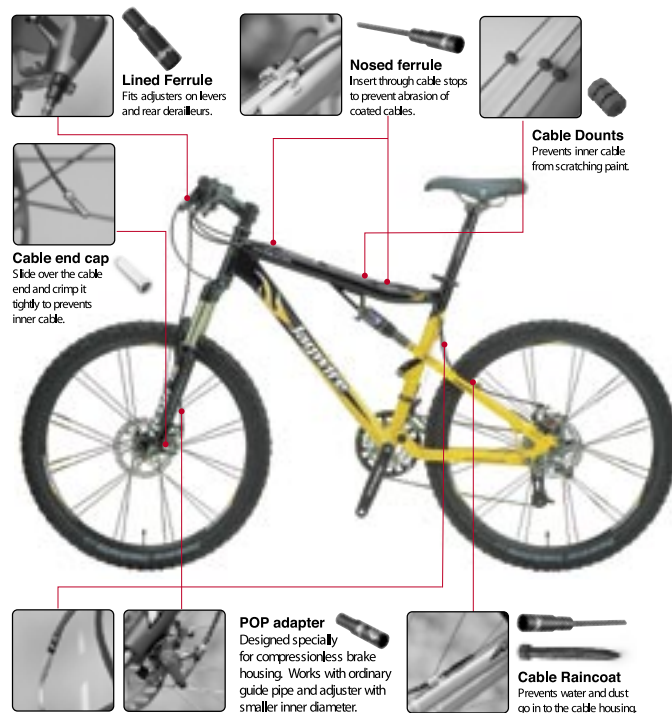 Lined Ferrule
Fits adjusters on levers
and rear derailleurs.
Nosed ferrule
Insert through cable stops
to prevent abrasion of
coated cables.
Cable Dounts
Prevents inner cable
from scratching paint.
Cable end cap
Slide over the cable
end and crimp it
tightly to prevents
inner cable.
Jagwire
POP adapter
Designed specially
for compressionless brake
housing. Works with ordinary
guide pipe and adjuster with
smaller inner diameter.
Cable Raincoat
Prevents water and dust
go in to the cable housing.